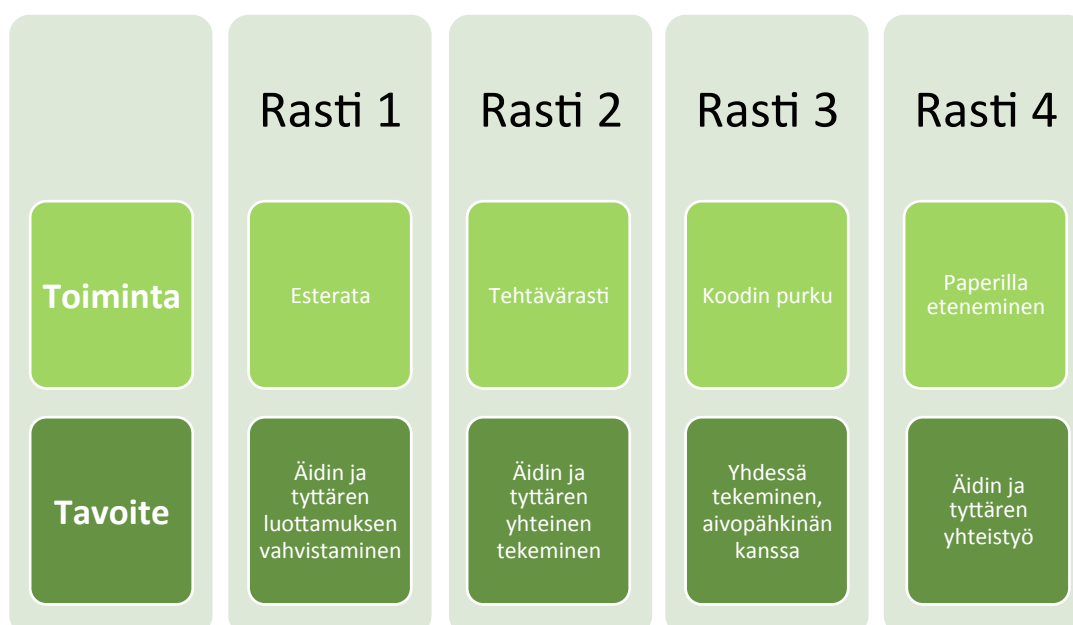 Rasti 1
Rasti 2
Rasti 3
Rasti 4
Toiminta
Esterata
Tehtävärasti
Koodin purku
Paperilla
eteneminen
Tavoite
Äidin ja
tyttären
luottamuksen
vahvistaminen
Äidin ja
tyttären
yhteinen
tekeminen
Yhdessä
tekeminen,
aivopähkinän
kanssa
Äidin ja
tyttären
yhteistyö